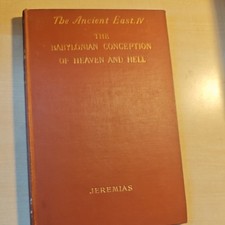 The Ancient East. IV
THE
BABYLONIAN CONCEPTION
OF HEAVEN AND HELL
JEREMIAS